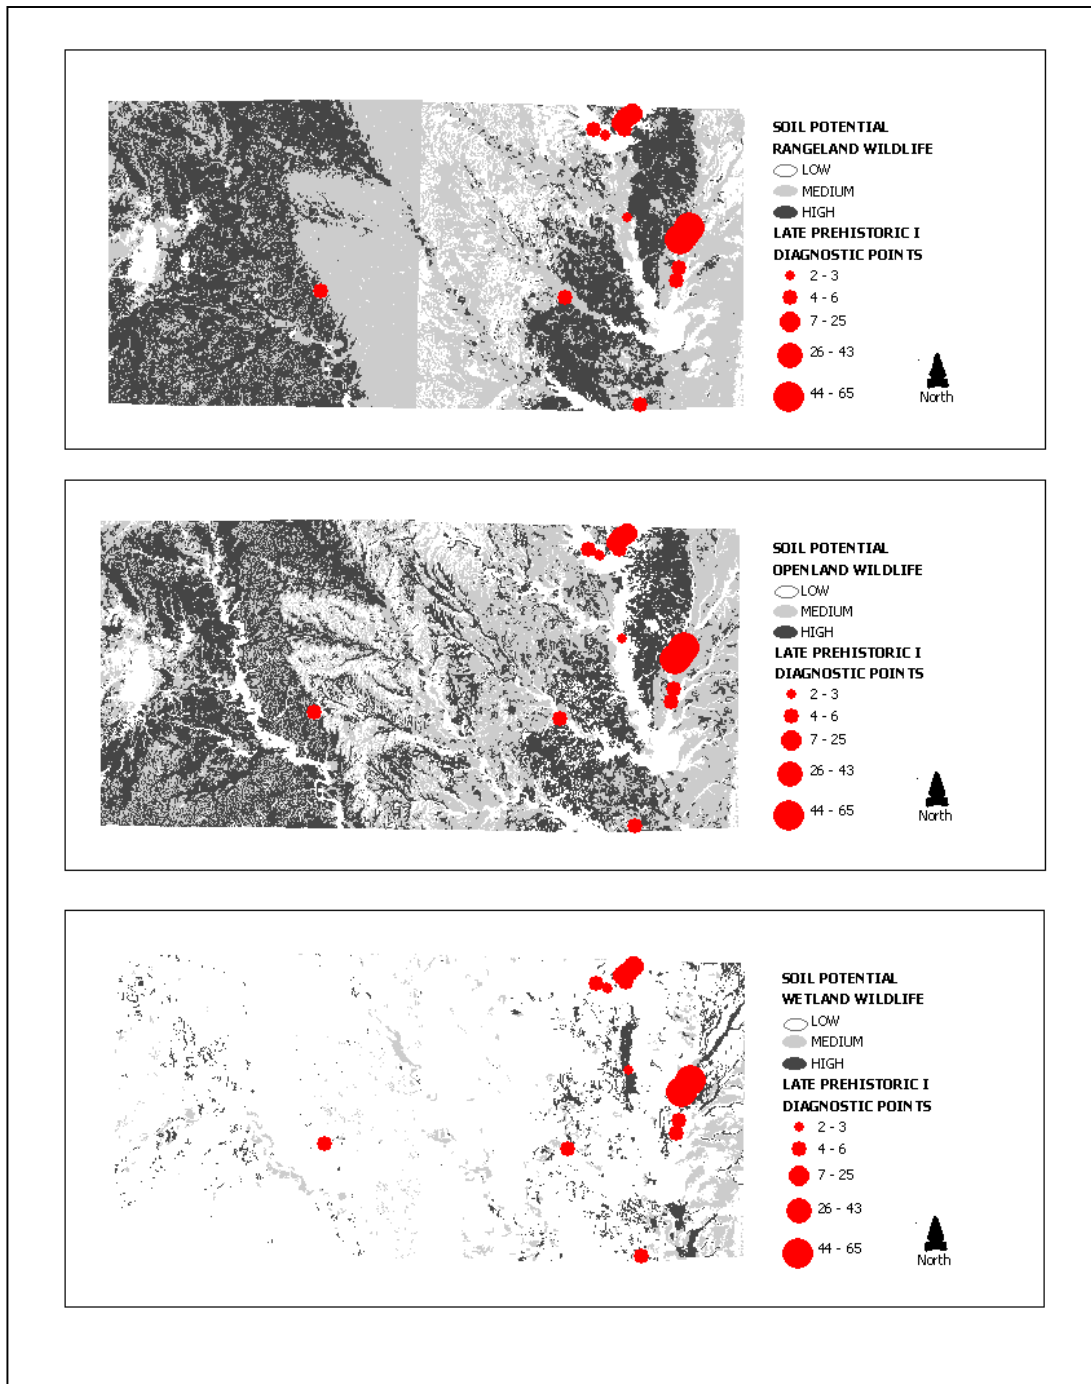 SOIL POTENTIAL
RANGELAND WILDLIFE
LOW
MEDIUM
HIGH
LATE PREHISTORIC I
DIAGNOSTIC POINTS
2 - 3
4 - 6
7 - 25
26 - 43
44 - 65
North
SOIL POTENTIAL
OPENLAND WILDLIFE
LOW
MEDIUM
HIGH
LATE PREHISTORIC I
DIAGNOSTIC POINTS
2 - 3
4 - 6
7 - 25
26 - 43
44 - 65
North
SOIL POTENTIAL
WETLAND WILDLIFE
LOW
MEDIUM
HIGH
LATE PREHISTORIC I
DIAGNOSTIC POINTS
2 - 3
4 - 6
7 - 25
26 - 43
44 - 65
North